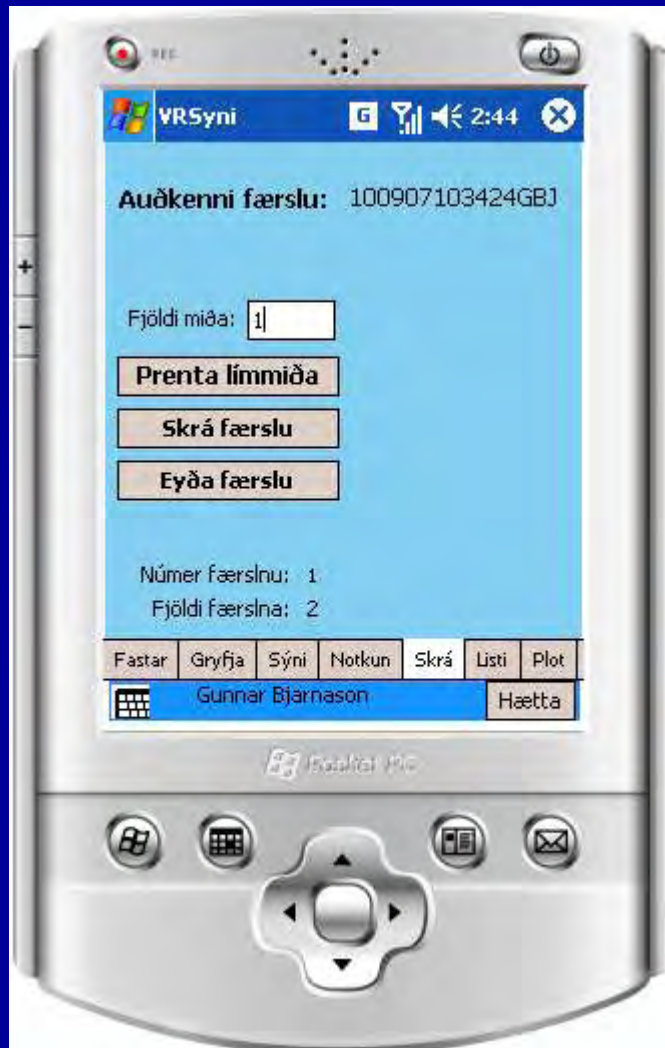 REC
VRSyni G 2:44
Auðkenni færslu: 100907103424GBJ
Fjöldi miða: 1
Prenta límmiða
Skrá færslu
Eyða færslu
Númer færslnu: 1
Fjöldi færslna: 2
Fastar Gryfja Sýni Notkun Skrá Listi Plot
Gunnar Bjarnason Hætta
Pocket PC
+
−